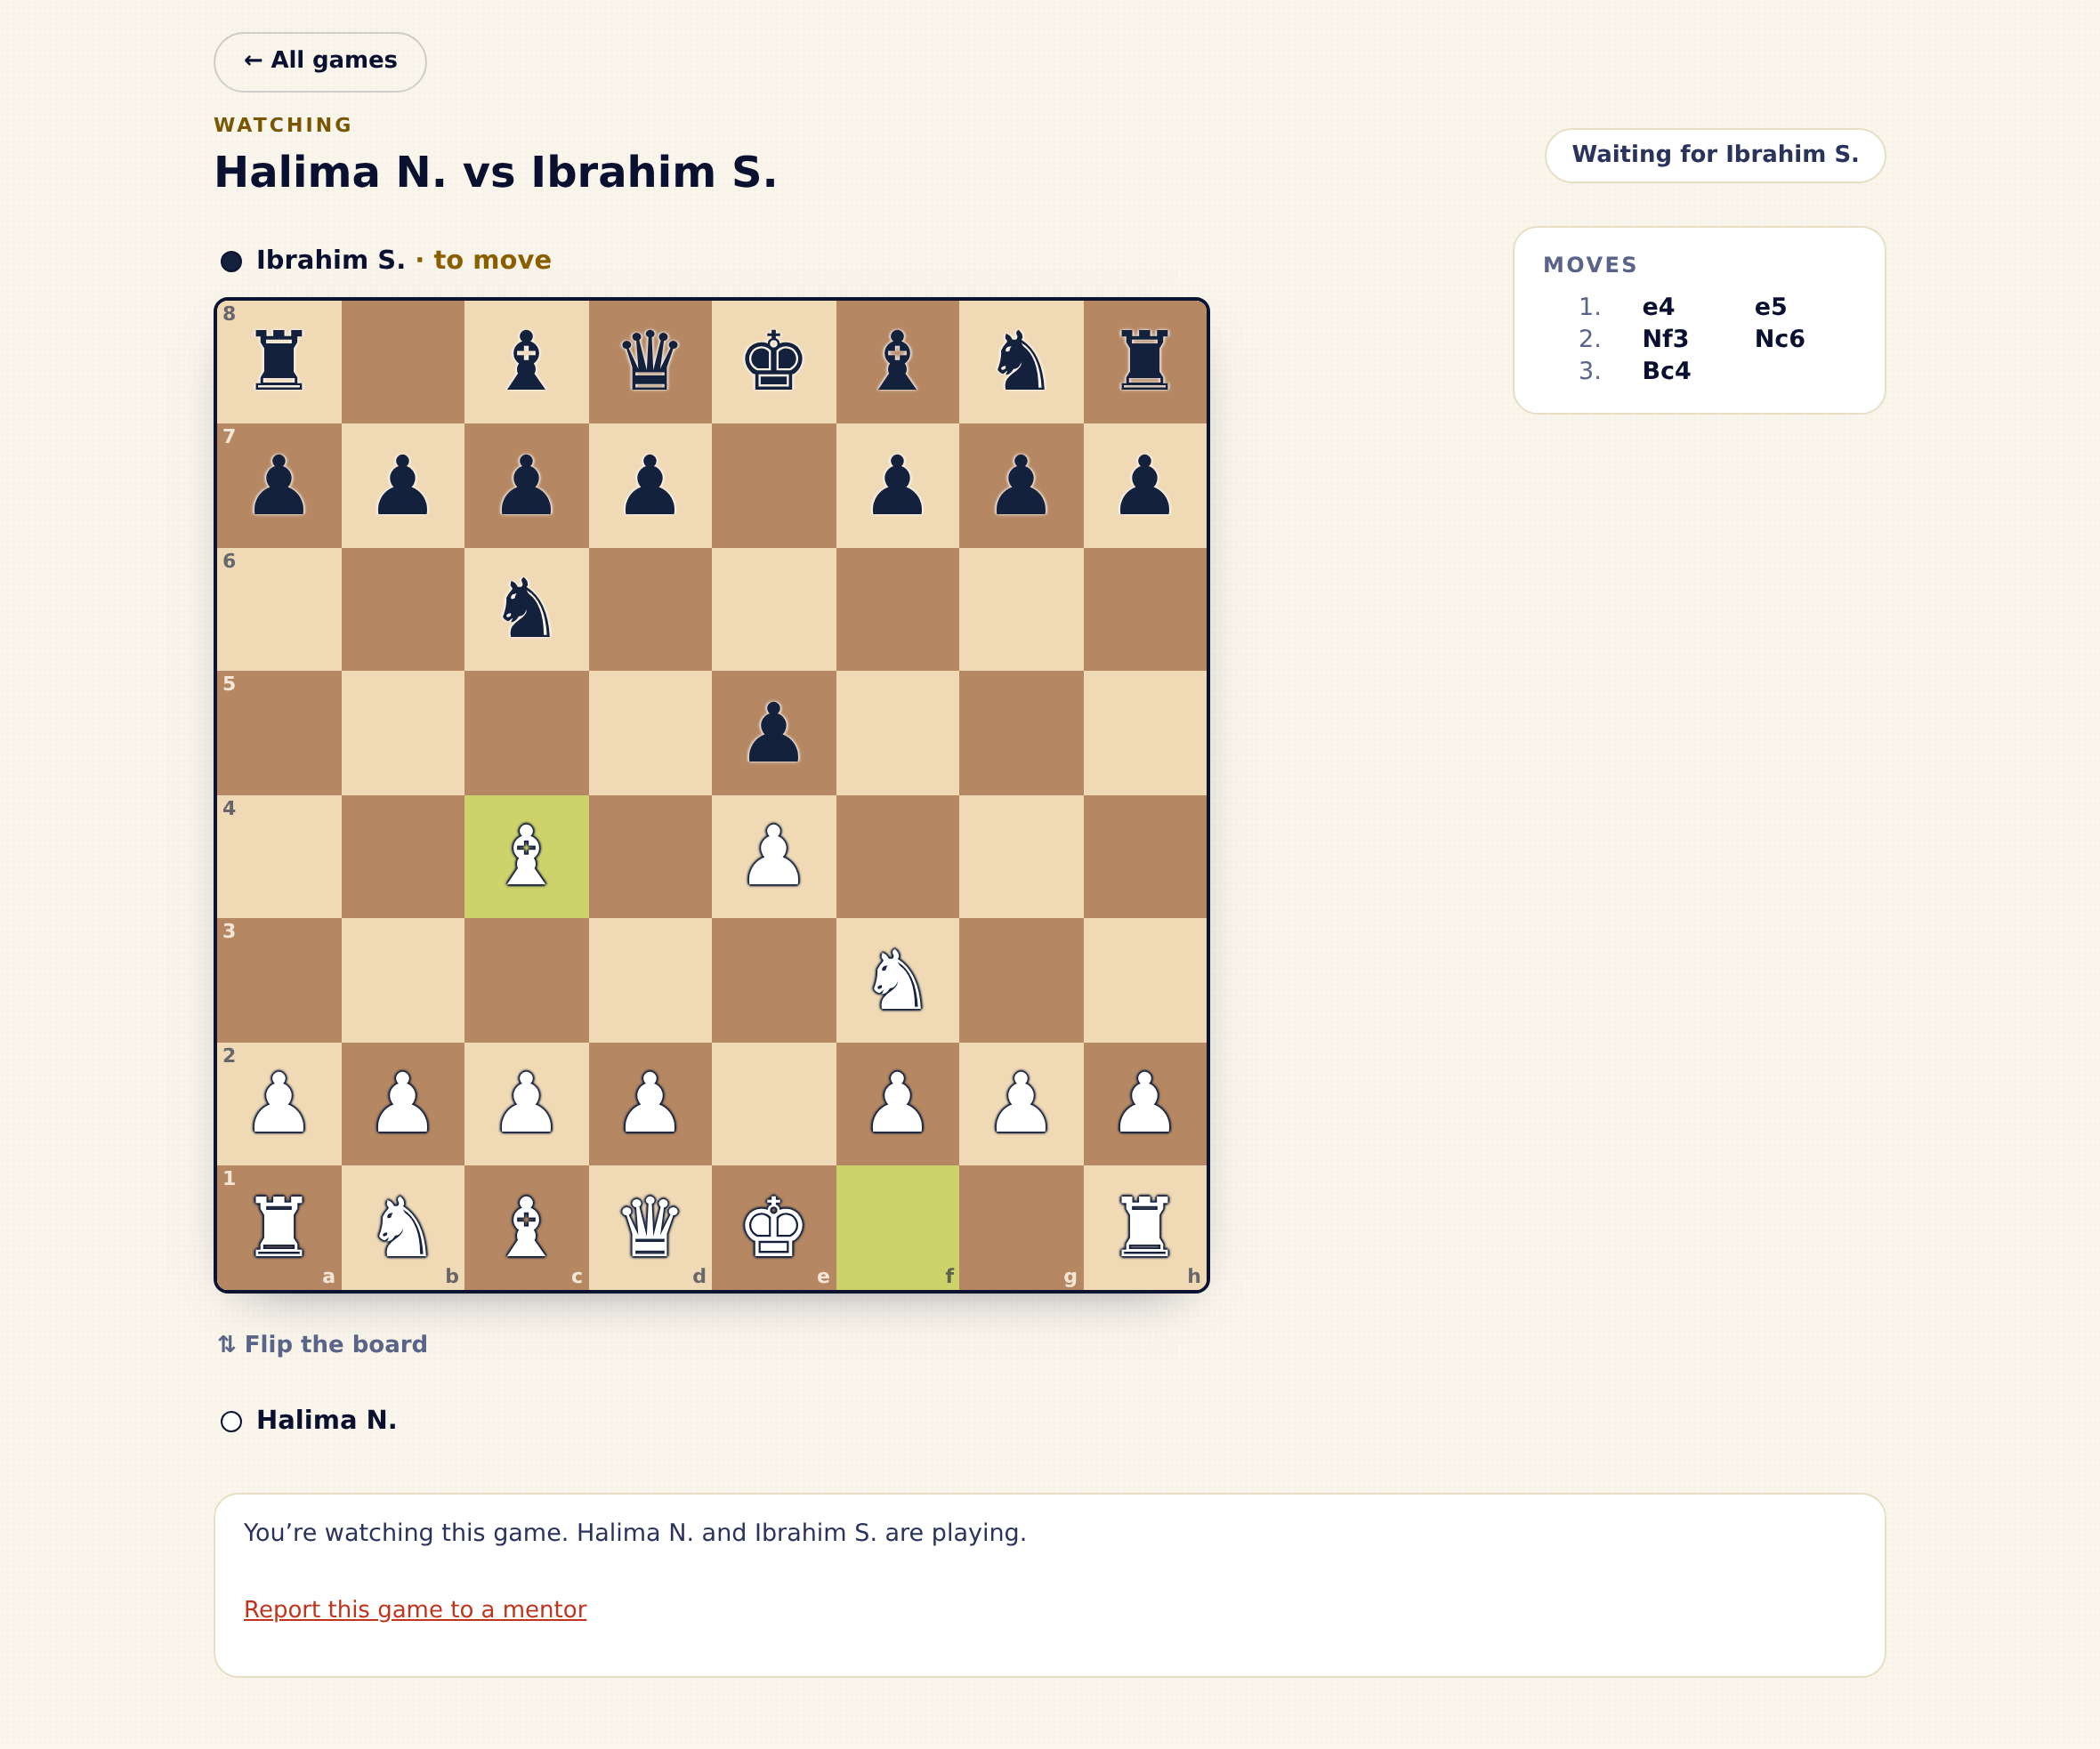 ← All games
WATCHING
Halima N. vs Ibrahim S.
Waiting for Ibrahim S.
● Ibrahim S. · to move
MOVES
1. e4 e5
2. Nf3 Nc6
3. Bc4
8
7
6
5
4
3
2
1
a b c d e f g h
⇅ Flip the board
○ Halima N.
You’re watching this game. Halima N. and Ibrahim S. are playing.
Report this game to a mentor